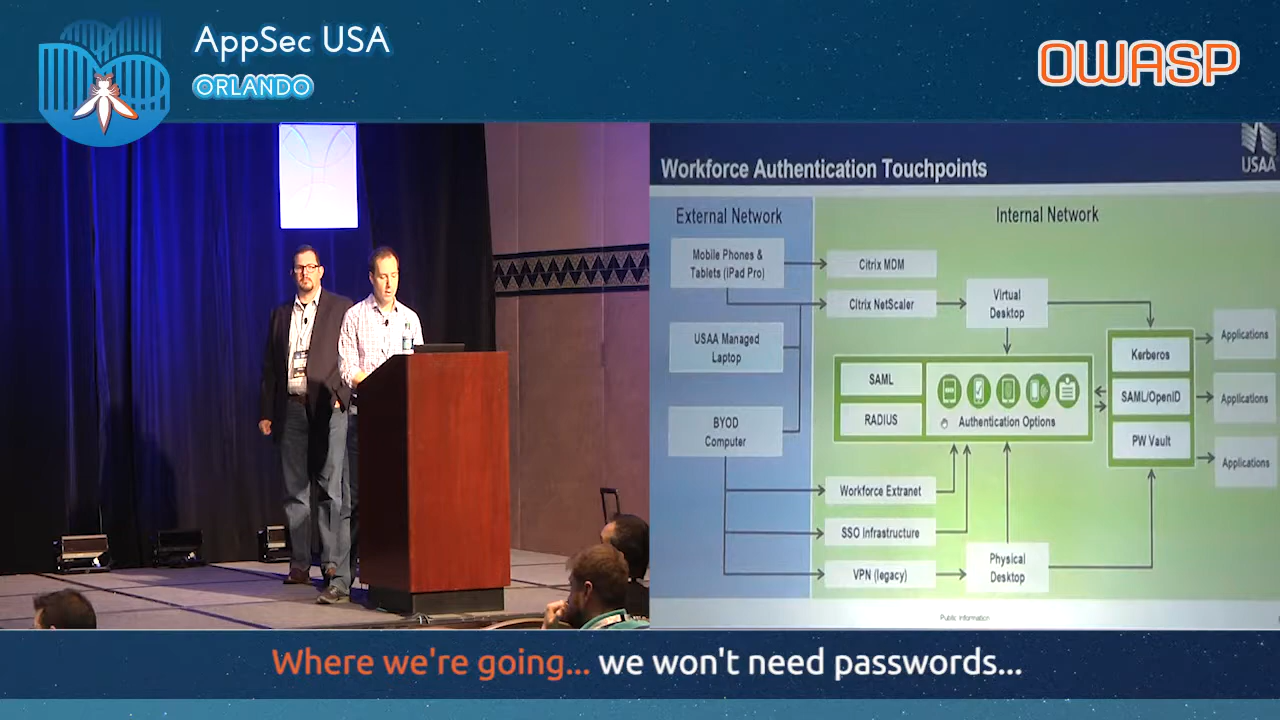 AppSec USA
ORLANDO
OWASP
Workforce Authentication Touchpoints
USAA
External Network
Internal Network
Mobile Phones &
Tablets (iPad Pro)
Citrix MDM
Citrix NetScaler
Virtual
Desktop
USAA Managed
Laptop
BYOD
Computer
SAML
RADIUS
Authentication Options
Kerberos
SAML/OpenID
PW Vault
Applications
Applications
Applications
Workforce Extranet
SSO Infrastructure
VPN (legacy)
Physical
Desktop
Public Information
Where we're going... we won't need passwords...